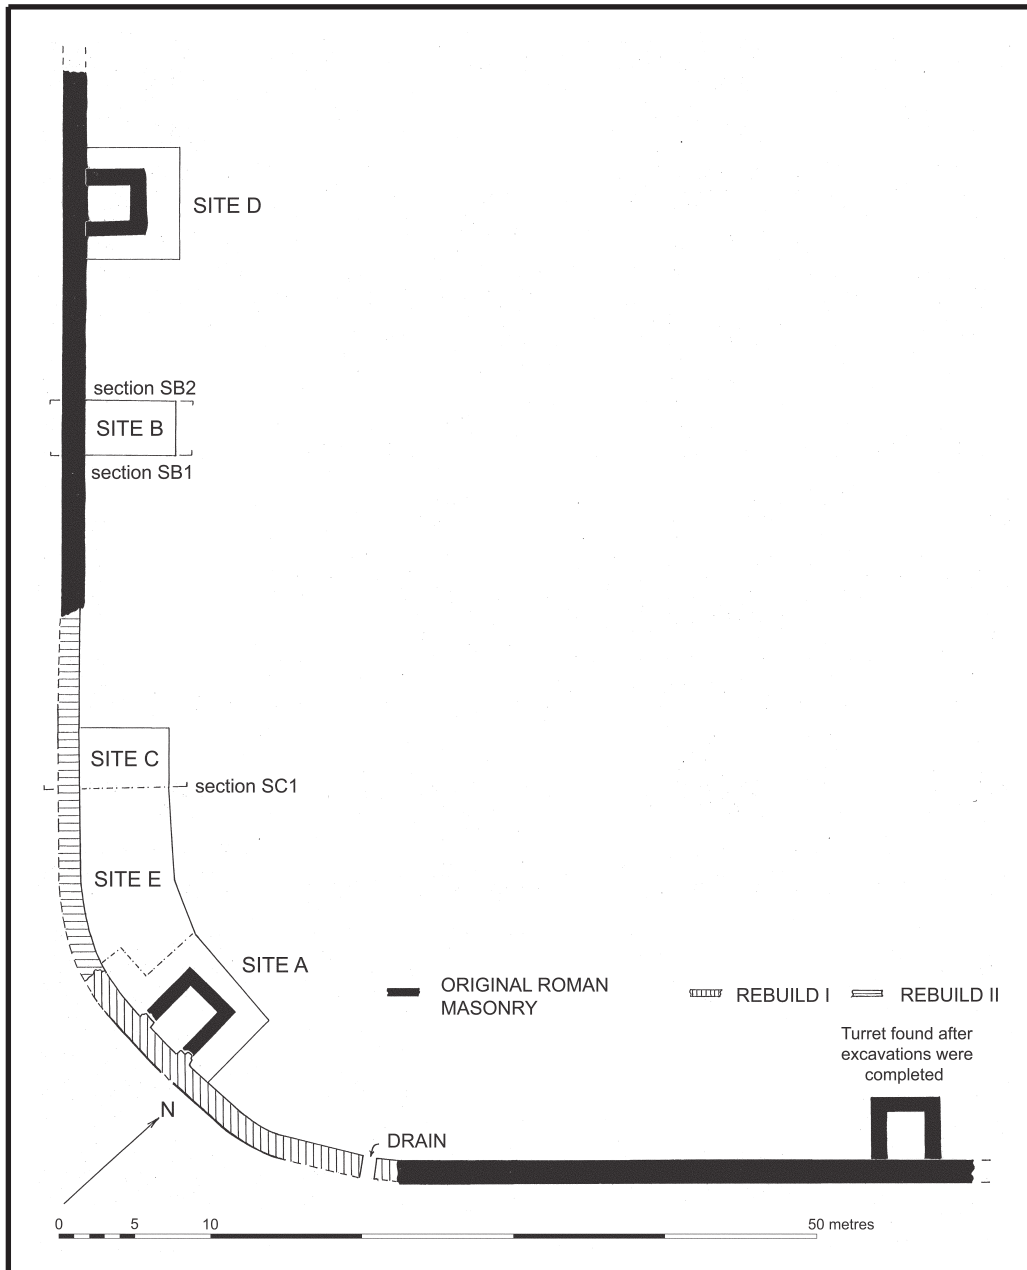 SITE D
section SB2
SITE B
section SB1
SITE C
section SC1
SITE E
SITE A
ORIGINAL ROMAN
MASONRY
REBUILD I
REBUILD II
Turret found after
excavations were
completed
N
DRAIN
0 5 10 50 metres